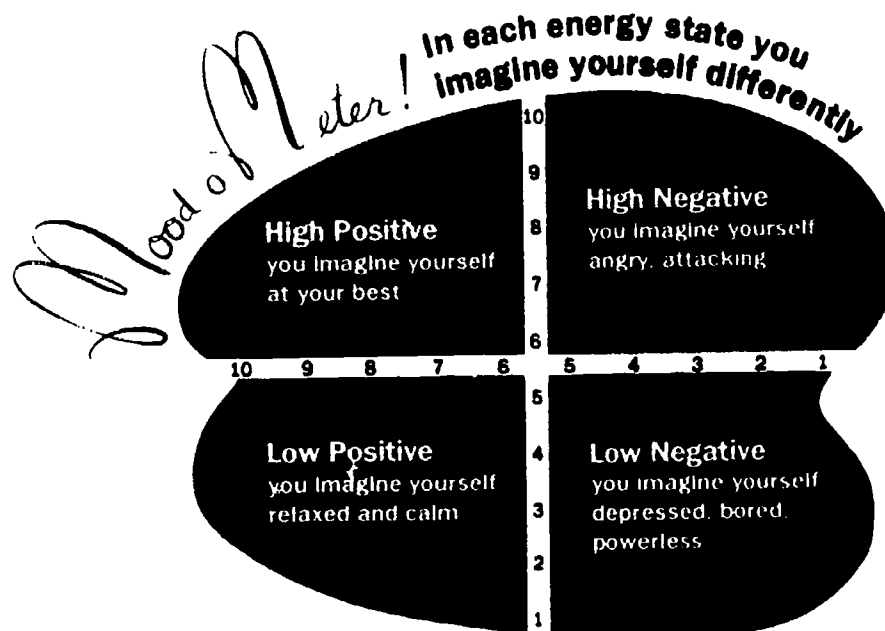 Mood o' Meter!
In each energy state you
imagine yourself differently
10
9
8
7
6
High Positive
you imagine yourself
at your best
High Negative
you imagine yourself
angry, attacking
10 9 8 7 6 5 4 3 2 1
5
4
3
2
1
Low Positive
you imagine yourself
relaxed and calm
Low Negative
you imagine yourself
depressed, bored,
powerless